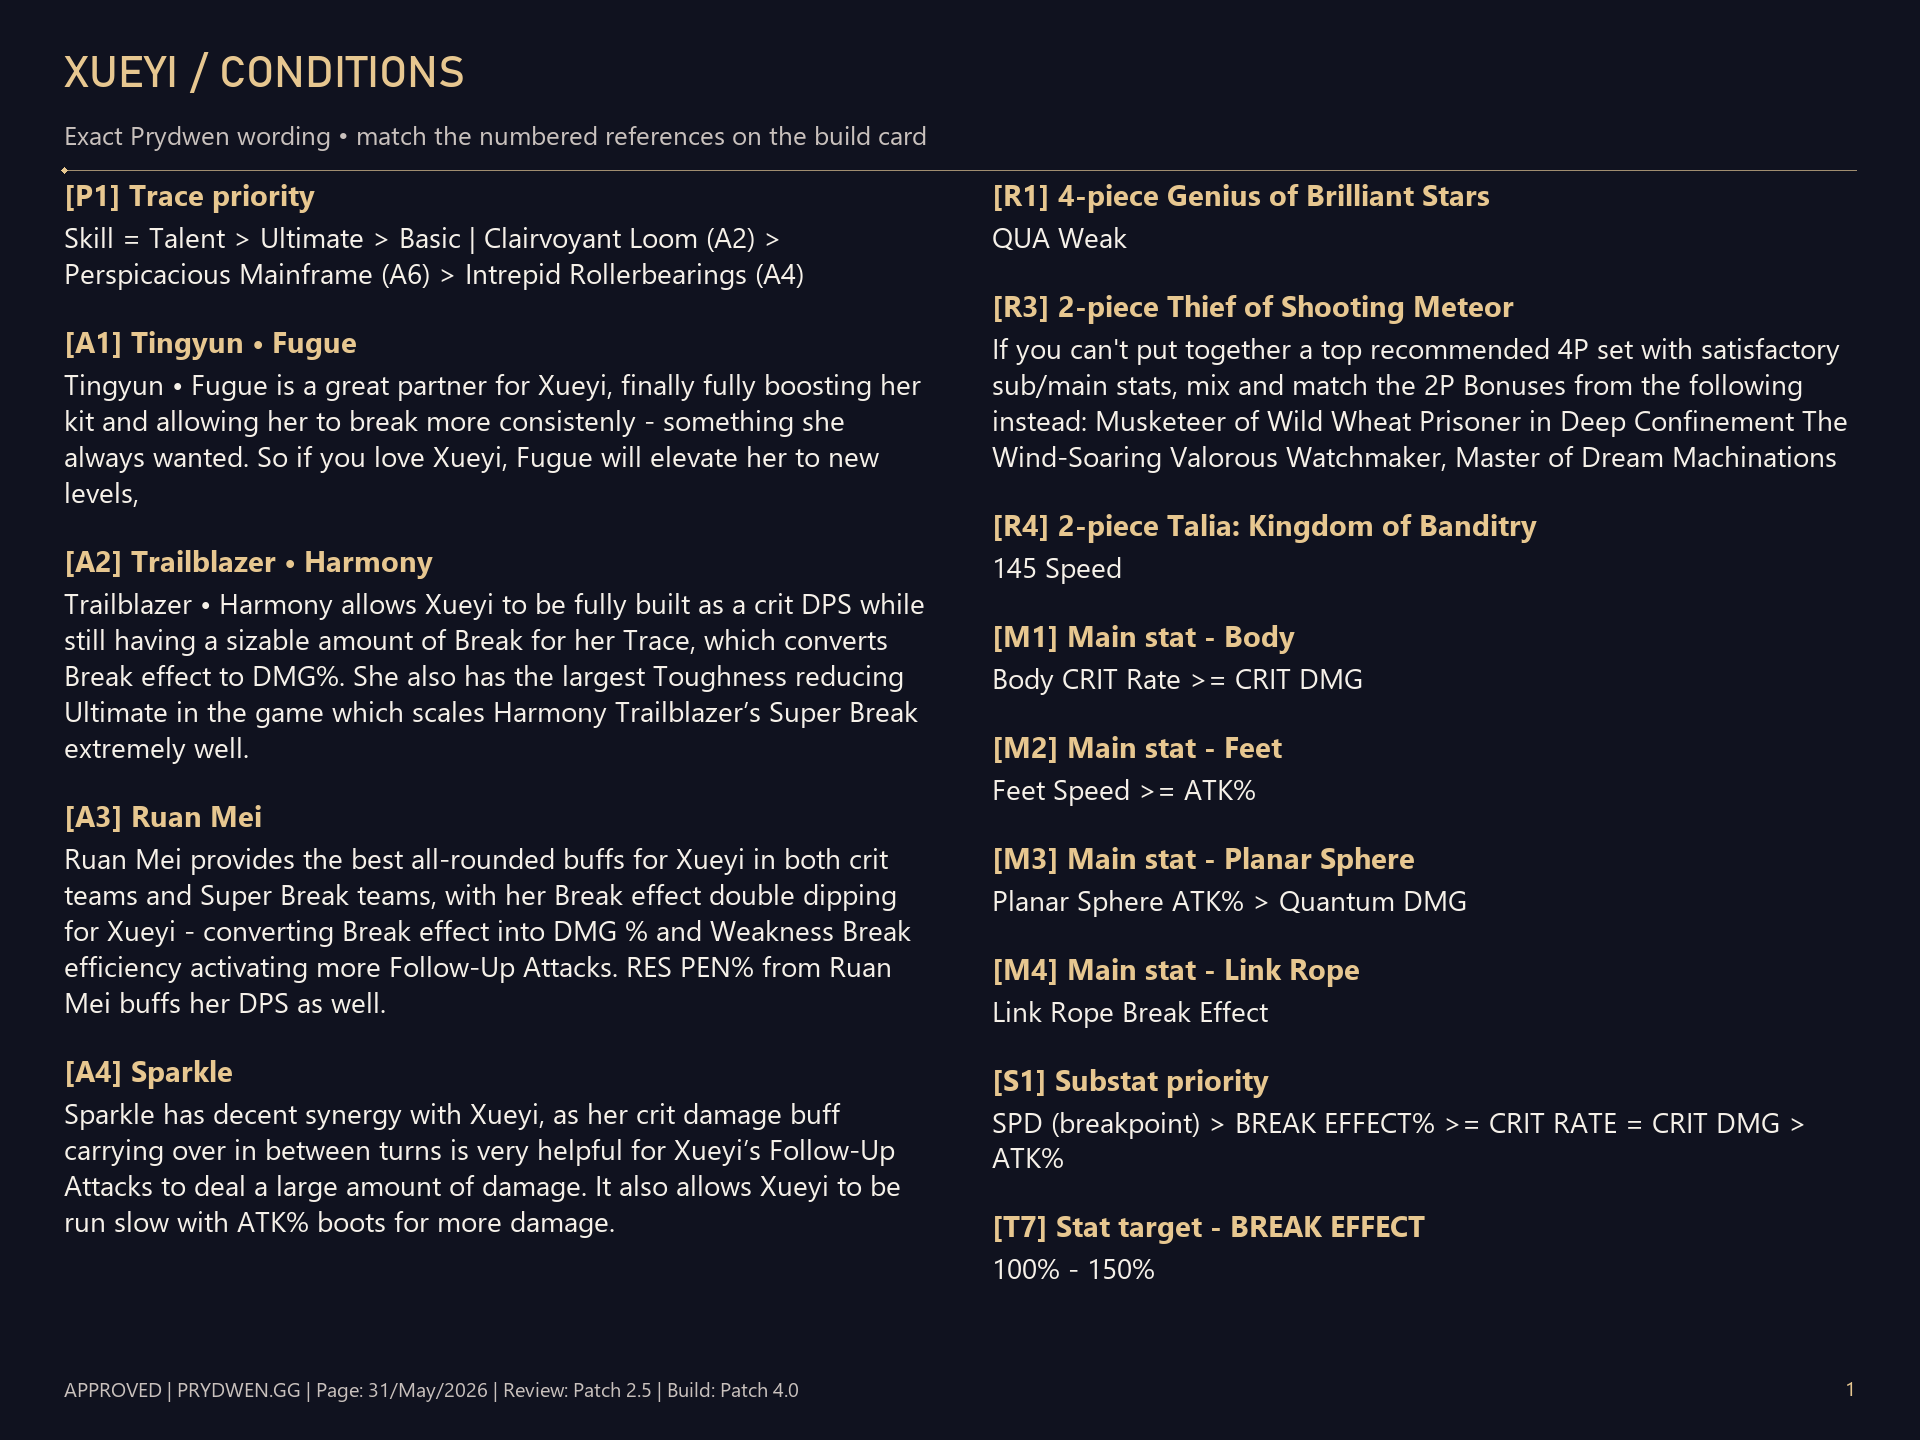 XUEYI / CONDITIONS
Exact Prydwen wording • match the numbered references on the build card
[P1] Trace priority
Skill = Talent > Ultimate > Basic | Clairvoyant Loom (A2) >
Perspicacious Mainframe (A6) > Intrepid Rollerbearings (A4)
[A1] Tingyun • Fugue
Tingyun • Fugue is a great partner for Xueyi, finally fully boosting her
kit and allowing her to break more consistenly - something she
always wanted. So if you love Xueyi, Fugue will elevate her to new
levels,
[A2] Trailblazer • Harmony
Trailblazer • Harmony allows Xueyi to be fully built as a crit DPS while
still having a sizable amount of Break for her Trace, which converts
Break effect to DMG%. She also has the largest Toughness reducing
Ultimate in the game which scales Harmony Trailblazer’s Super Break
extremely well.
[A3] Ruan Mei
Ruan Mei provides the best all-rounded buffs for Xueyi in both crit
teams and Super Break teams, with her Break effect double dipping
for Xueyi - converting Break effect into DMG % and Weakness Break
efficiency activating more Follow-Up Attacks. RES PEN% from Ruan
Mei buffs her DPS as well.
[A4] Sparkle
Sparkle has decent synergy with Xueyi, as her crit damage buff
carrying over in between turns is very helpful for Xueyi’s Follow-Up
Attacks to deal a large amount of damage. It also allows Xueyi to be
run slow with ATK% boots for more damage.
[R1] 4-piece Genius of Brilliant Stars
QUA Weak
[R3] 2-piece Thief of Shooting Meteor
If you can't put together a top recommended 4P set with satisfactory
sub/main stats, mix and match the 2P Bonuses from the following
instead: Musketeer of Wild Wheat Prisoner in Deep Confinement The
Wind-Soaring Valorous Watchmaker, Master of Dream Machinations
[R4] 2-piece Talia: Kingdom of Banditry
145 Speed
[M1] Main stat - Body
Body CRIT Rate >= CRIT DMG
[M2] Main stat - Feet
Feet Speed >= ATK%
[M3] Main stat - Planar Sphere
Planar Sphere ATK% > Quantum DMG
[M4] Main stat - Link Rope
Link Rope Break Effect
[S1] Substat priority
SPD (breakpoint) > BREAK EFFECT% >= CRIT RATE = CRIT DMG >
ATK%
[T7] Stat target - BREAK EFFECT
100% - 150%
APPROVED | PRYDWEN.GG | Page: 31/May/2026 | Review: Patch 2.5 | Build: Patch 4.0
1